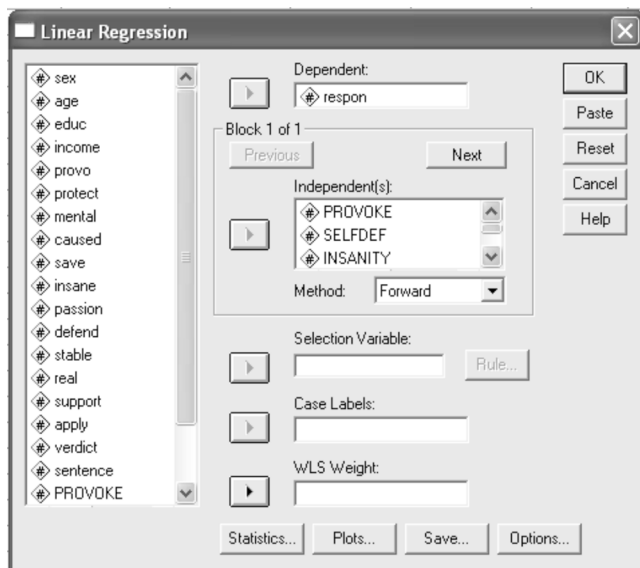 Linear Regression
sex
age
educ
income
provo
protect
mental
caused
save
insane
passion
defend
stable
real
support
apply
verdict
sentence
PROVOKE
Dependent:
respon
Block 1 of 1
Previous
Next
Independent(s):
PROVOKE
SELFDEF
INSANITY
Method:
Forward
Selection Variable:
Rule...
Case Labels:
WLS Weight:
OK
Paste
Reset
Cancel
Help
Statistics...
Plots...
Save...
Options...